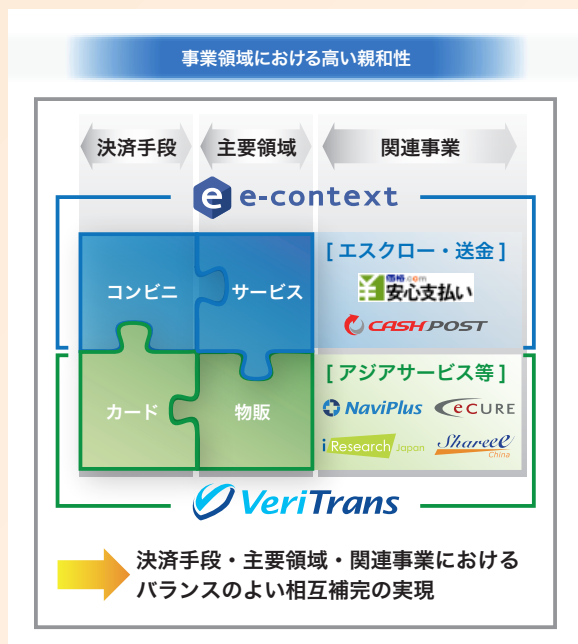 事業領域における高い親和性
決済手段
主要領域
関連事業
e e-context
コンビニ
サービス
[ エスクロー・送金 ]
価格.com
安心支払い
CASHPOST
カード
物販
[ アジアサービス等 ]
NaviPlus
eCURE
iResearch Japan
Shareee China
VeriTrans
決済手段・主要領域・関連事業における
バランスのよい相互補完の実現